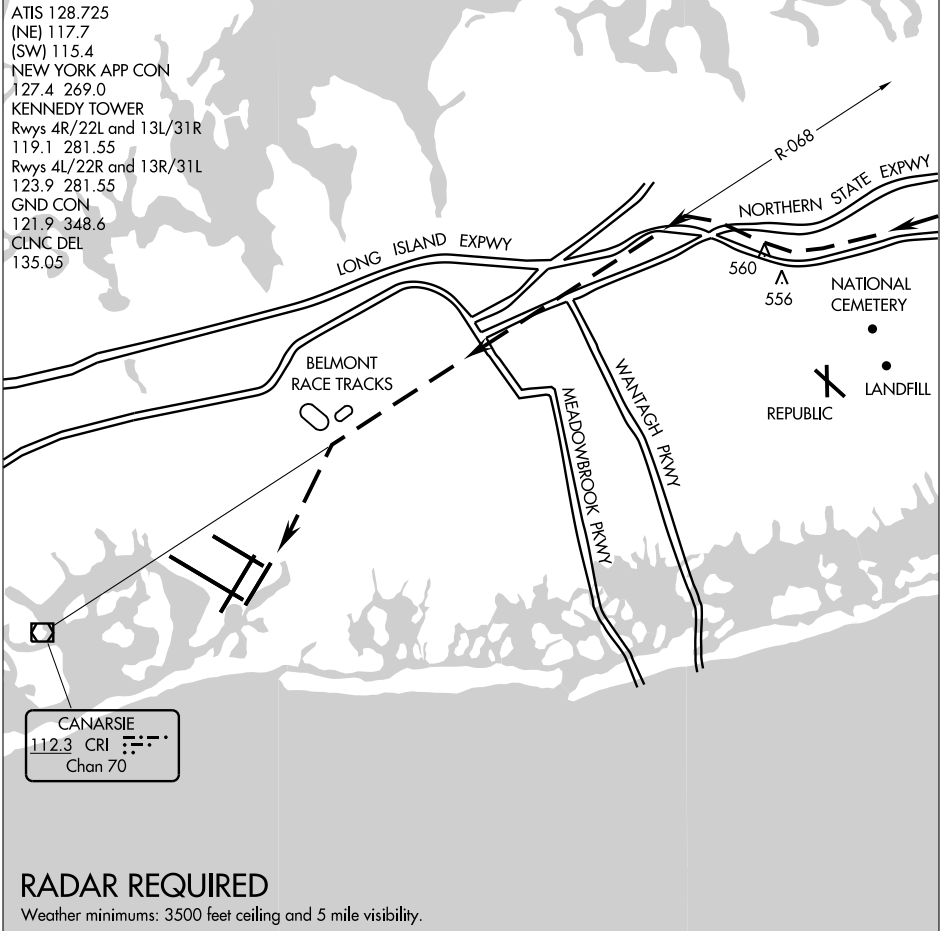 ATIS 128.725
(NE) 117.7
(SW) 115.4
NEW YORK APP CON
127.4 269.0
KENNEDY TOWER
Rwys 4R/22L and 13L/31R
119.1 281.55
Rwys 4L/22R and 13R/31L
123.9 281.55
GND CON
121.9 348.6
CLNC DEL
135.05
R-068
NORTHERN STATE EXPWY
LONG ISLAND EXPWY
560
556
NATIONAL
CEMETERY
LANDFILL
REPUBLIC
BELMONT
RACE TRACKS
WANTAGH PKWY
MEADOWBROOK PKWY
CANARSIE
112.3 CRI
Chan 70
RADAR REQUIRED
Weather minimums: 3500 feet ceiling and 5 mile visibility.